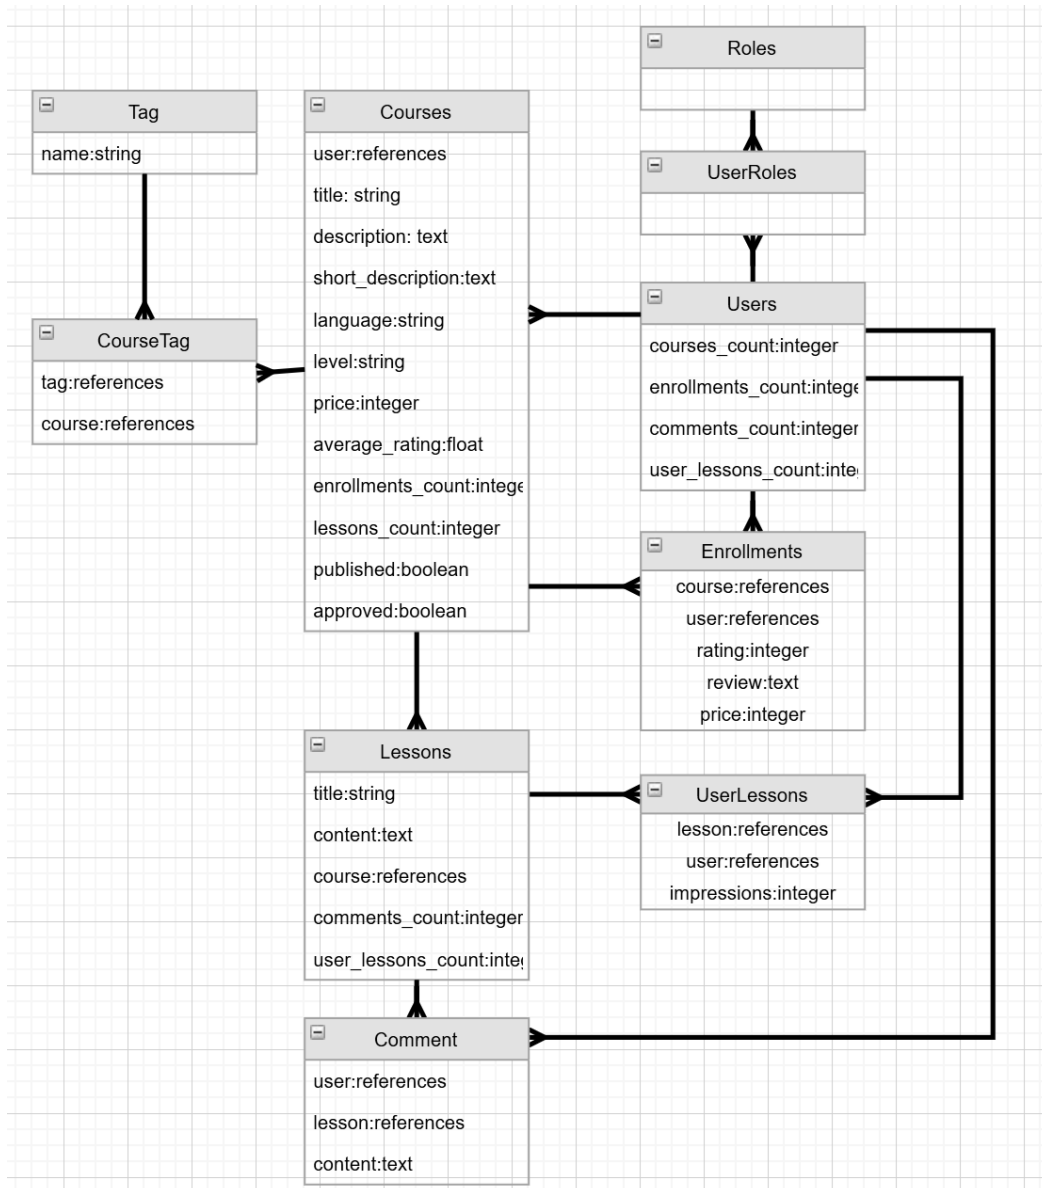 Roles
Tag
name:string
Courses
user:references
title: string
description: text
short_description:text
language:string
level:string
price:integer
average_rating:float
enrollments_count:intege
lessons_count:integer
published:boolean
approved:boolean
UserRoles
Users
courses_count:integer
enrollments_count:intege
comments_count:integer
user_lessons_count:inte
CourseTag
tag:references
course:references
Enrollments
course:references
user:references
rating:integer
review:text
price:integer
Lessons
title:string
content:text
course:references
comments_count:integer
user_lessons_count:inte
UserLessons
lesson:references
user:references
impressions:integer
Comment
user:references
lesson:references
content:text